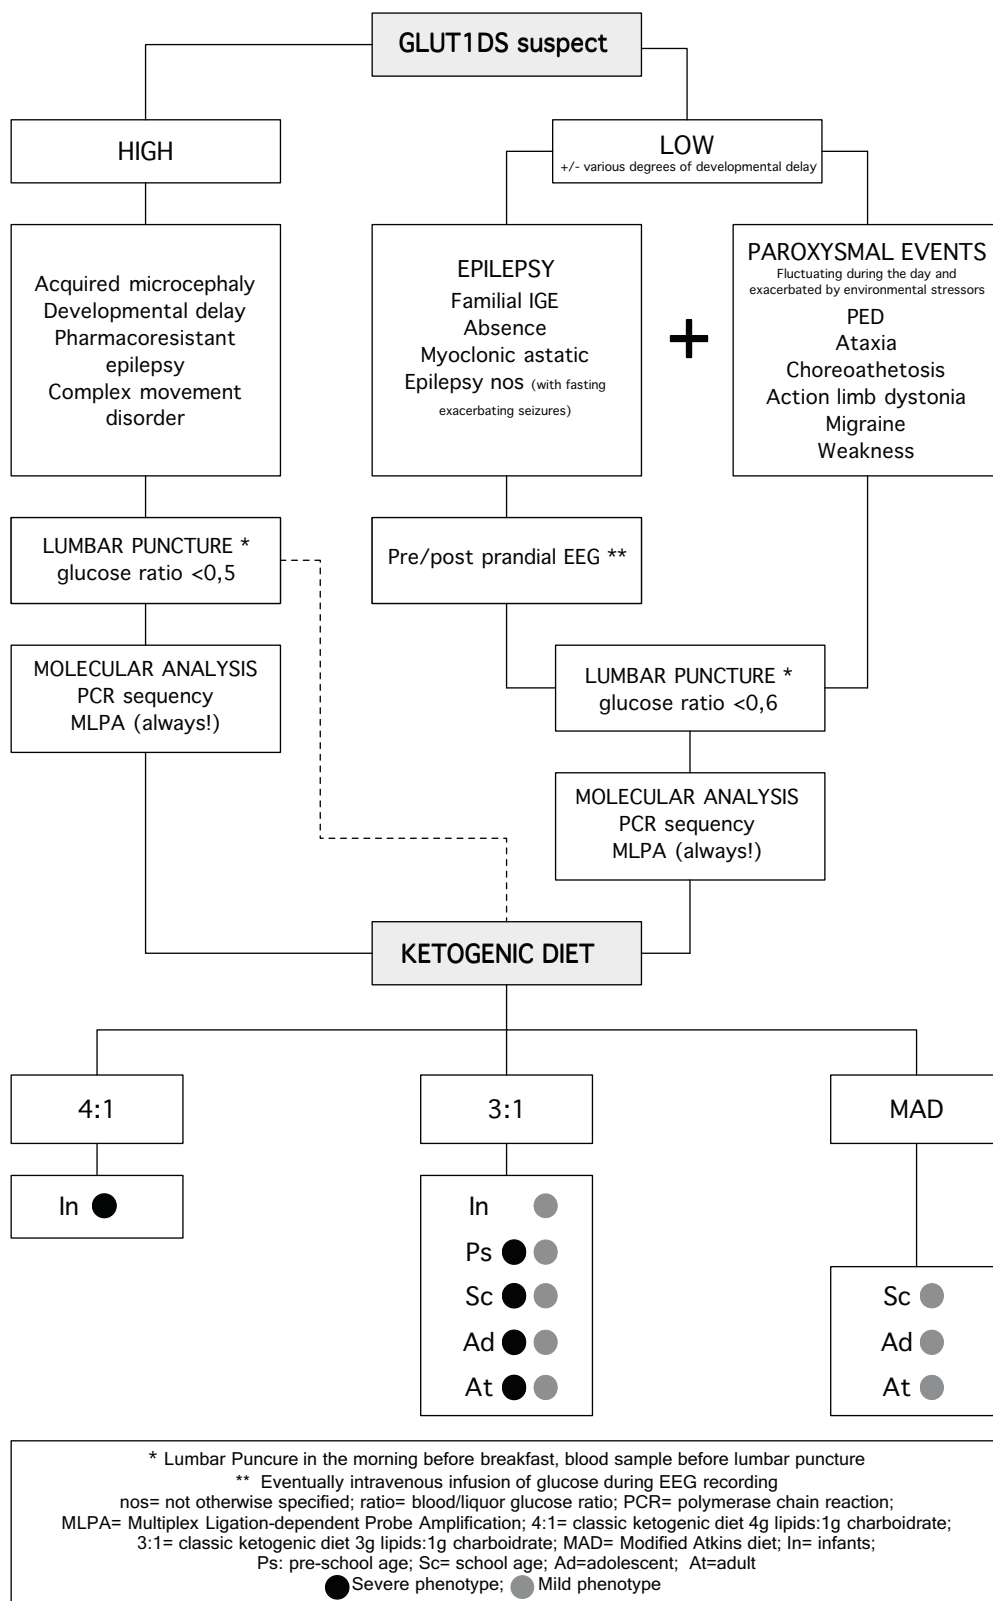 GLUT1DS suspect
HIGH
LOW
+/- various degrees of developmental delay
Acquired microcephaly
Developmental delay
Pharmacoresistant
epilepsy
Complex movement
disorder
EPILEPSY
Familial IGE
Absence
Myoclonic astatic
Epilepsy nos (with fasting
exacerbating seizures)
+
PAROXYSMAL EVENTS
Fluctuating during the day and
exacerbated by environmental stressors
PED
Ataxia
Choreoathetosis
Action limb dystonia
Migraine
Weakness
LUMBAR PUNCTURE *
glucose ratio <0,5
Pre/post prandial EEG **
MOLECULAR ANALYSIS
PCR sequency
MLPA (always!)
LUMBAR PUNCTURE *
glucose ratio <0,6
MOLECULAR ANALYSIS
PCR sequency
MLPA (always!)
KETOGENIC DIET
4:1
3:1
MAD
In
In
Ps
Sc
Ad
At
Sc
Ad
At
* Lumbar Puncure in the morning before breakfast, blood sample before lumbar puncture
** Eventually intravenous infusion of glucose during EEG recording
nos= not otherwise specified; ratio= blood/liquor glucose ratio; PCR= polymerase chain reaction;
MLPA= Multiplex Ligation-dependent Probe Amplification; 4:1= classic ketogenic diet 4g lipids:1g charboidrate;
3:1= classic ketogenic diet 3g lipids:1g charboidrate; MAD= Modified Atkins diet; In= infants;
Ps: pre-school age; Sc= school age; Ad=adolescent; At=adult
Severe phenotype; Mild phenotype